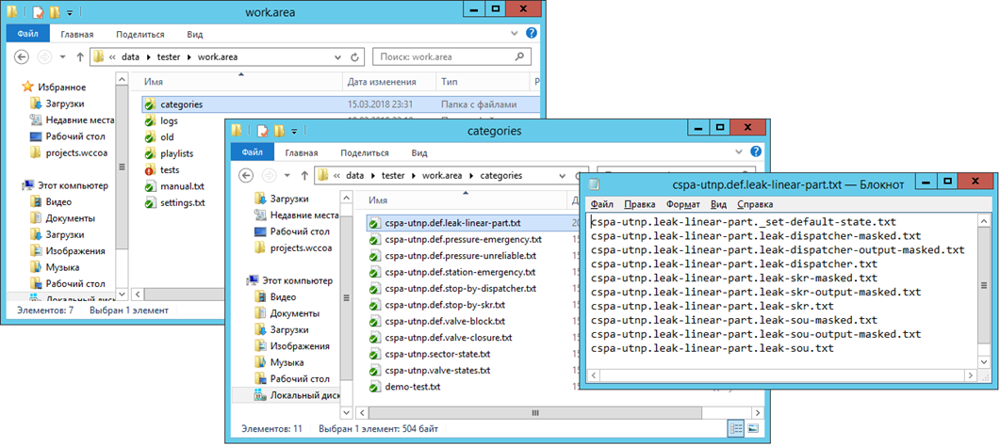 work.area
Файл Главная Поделиться Вид
« data ▸ tester ▸ work.area
Поиск: work.area
Избранное
Загрузки
Недавние места
Рабочий стол
projects.wccoa
Этот компьютер
Видео
Документы
Загрузки
Изображения
Музыка
Рабочий стол
Локальный диск
Имя Дата изменения Тип Р
categories 15.03.2018 23:31 Папка с файлами
logs
old
playlists
tests
manual.txt
settings.txt
Элементов: 7 Выбран 1 элемент
categories
Файл Главная Поделиться Вид
« data ▸ tester ▸ work.area ▸ categories
Загрузки
Недавние места
Рабочий стол
projects.wccoa
Этот компьютер
Видео
Документы
Загрузки
Изображения
Музыка
Рабочий стол
Локальный диск
Имя
cspa-utnp.def.leak-linear-part.txt
cspa-utnp.def.pressure-emergency.txt
cspa-utnp.def.pressure-unreliable.txt
cspa-utnp.def.station-emergency.txt
cspa-utnp.def.stop-by-dispatcher.txt
cspa-utnp.def.stop-by-skr.txt
cspa-utnp.def.valve-block.txt
cspa-utnp.def.valve-closure.txt
cspa-utnp.sector-state.txt
cspa-utnp.valve-states.txt
demo-test.txt
Элементов: 11 Выбран 1 элемент: 504 байт
cspa-utnp.def.leak-linear-part.txt — Блокнот
Файл Правка Формат Вид Справка
cspa-utnp.leak-linear-part._set-default-state.txt
cspa-utnp.leak-linear-part.leak-dispatcher-masked.txt
cspa-utnp.leak-linear-part.leak-dispatcher-output-masked.txt
cspa-utnp.leak-linear-part.leak-dispatcher.txt
cspa-utnp.leak-linear-part.leak-skr-masked.txt
cspa-utnp.leak-linear-part.leak-skr-output-masked.txt
cspa-utnp.leak-linear-part.leak-skr.txt
cspa-utnp.leak-linear-part.leak-sou-masked.txt
cspa-utnp.leak-linear-part.leak-sou-output-masked.txt
cspa-utnp.leak-linear-part.leak-sou.txt